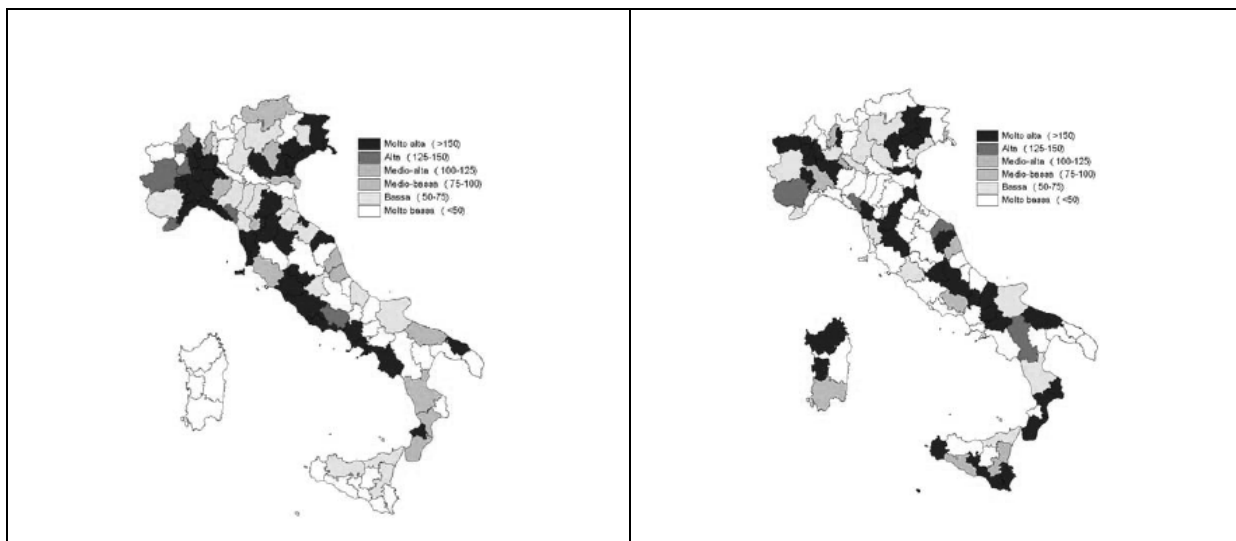 Molto alta (>150)
Alta (125-150)
Medio-alta (100-125)
Medio-bassa (75-100)
Bassa (50-75)
Molto bassa (<50)
Molto alta (>150)
Alta (125-150)
Medio-alta (100-125)
Medio-bassa (75-100)
Bassa (50-75)
Molto bassa (<50)